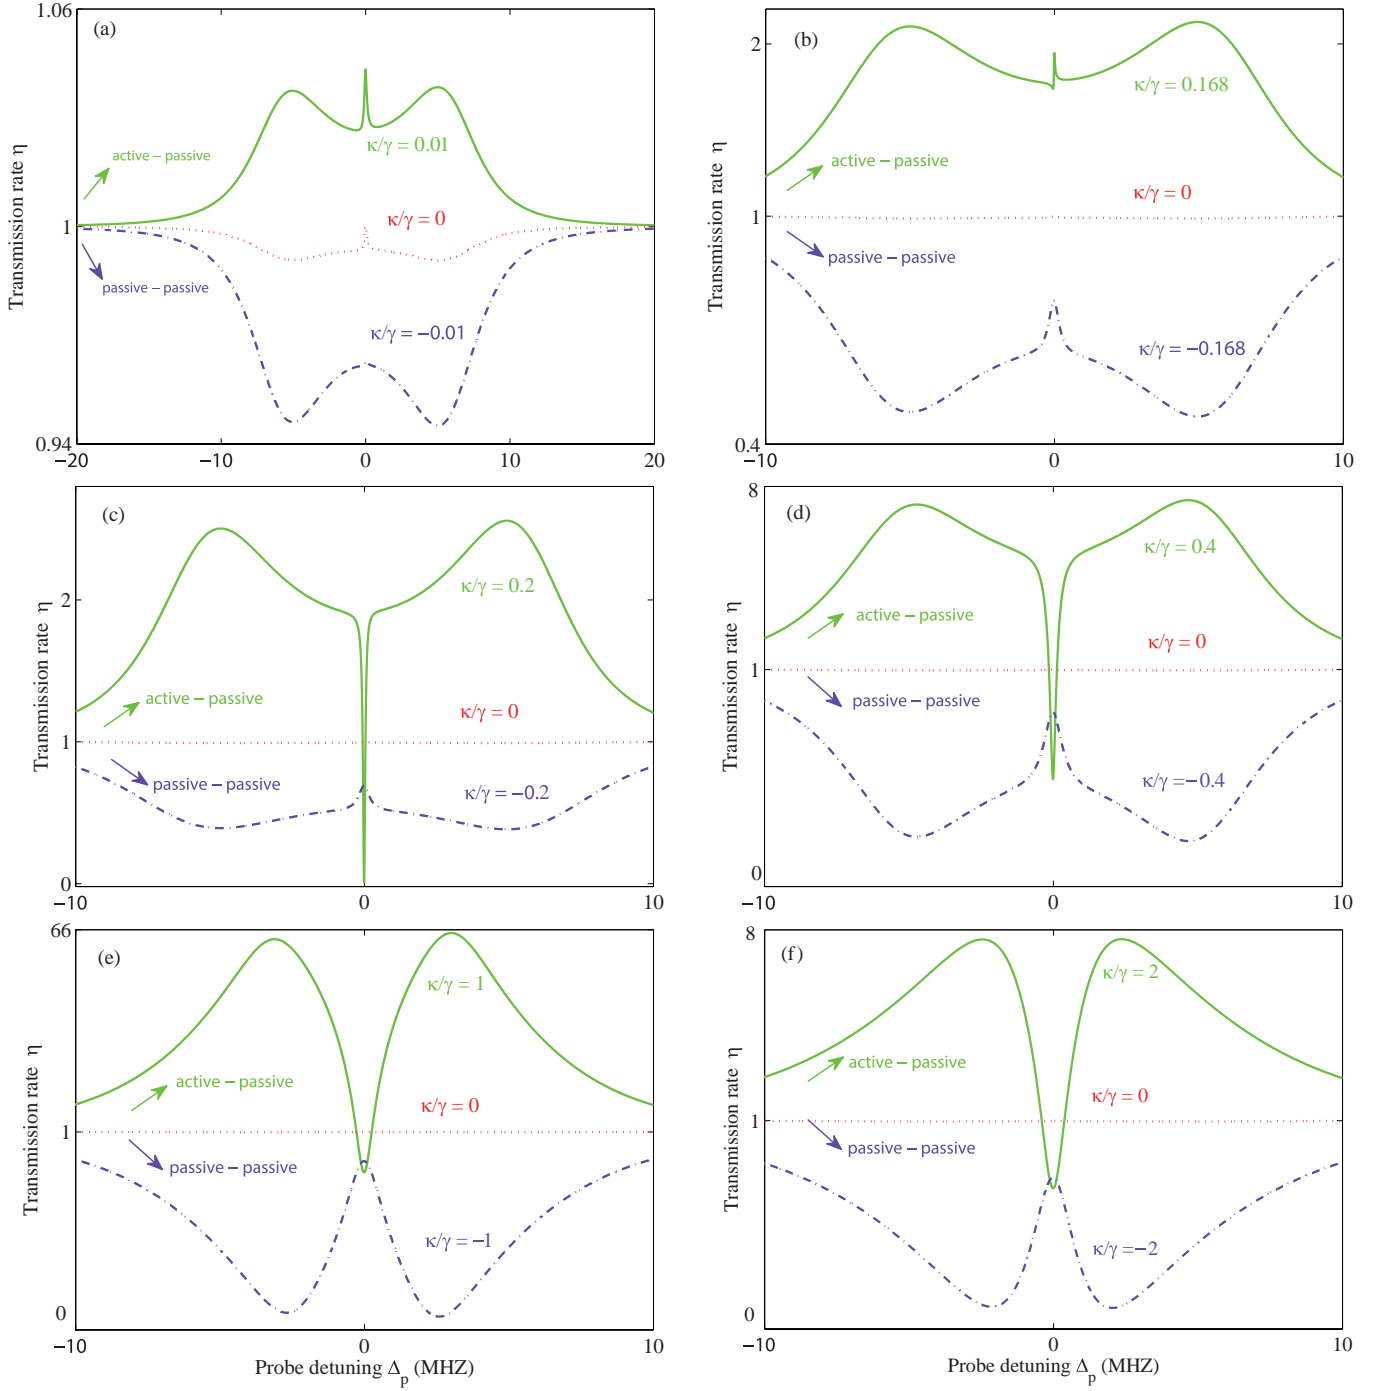 1.06
(a)
κ/γ = 0.01
active − passive
κ/γ = 0
1
passive − passive
κ/γ = −0.01
0.94
−20
−10
0
10
20
Transmission rate η
(b)
2
κ/γ = 0.168
active − passive
κ/γ = 0
1
passive − passive
κ/γ = −0.168
0.4
−10
0
10
Transmission rate η
(c)
2
κ/γ = 0.2
active − passive
κ/γ = 0
1
passive − passive
κ/γ = −0.2
0
−10
0
10
Transmission rate η
8
(d)
κ/γ = 0.4
active − passive
κ/γ = 0
1
passive − passive
κ/γ =−0.4
0
−10
0
10
Transmission rate η
66
(e)
κ/γ = 1
active − passive
κ/γ = 0
1
passive − passive
κ/γ = −1
0
−10
0
10
Transmission rate η
Probe detuning Δp (MHZ)
8
(f)
κ/γ = 2
active − passive
κ/γ = 0
1
passive − passive
κ/γ =−2
0
−10
0
10
Transmission rate η
Probe detuning Δp (MHZ)